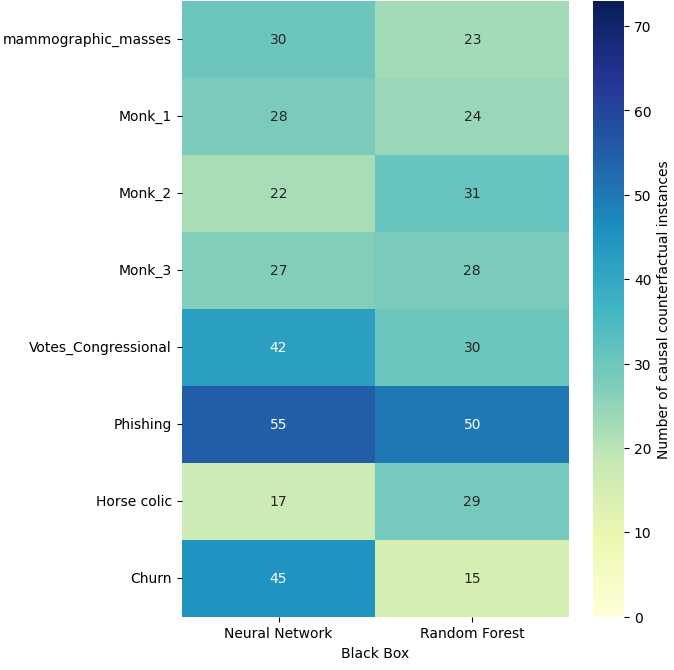 mammographic_masses 30 23
Monk_1 28 24
Monk_2 22 31
Monk_3 27 28
Votes_Congressional 42 30
Phishing 55 50
Horse colic 17 29
Churn 45 15
Neural Network Random Forest
Black Box
70
60
50
40
30
20
10
0
Number of causal counterfactual instances